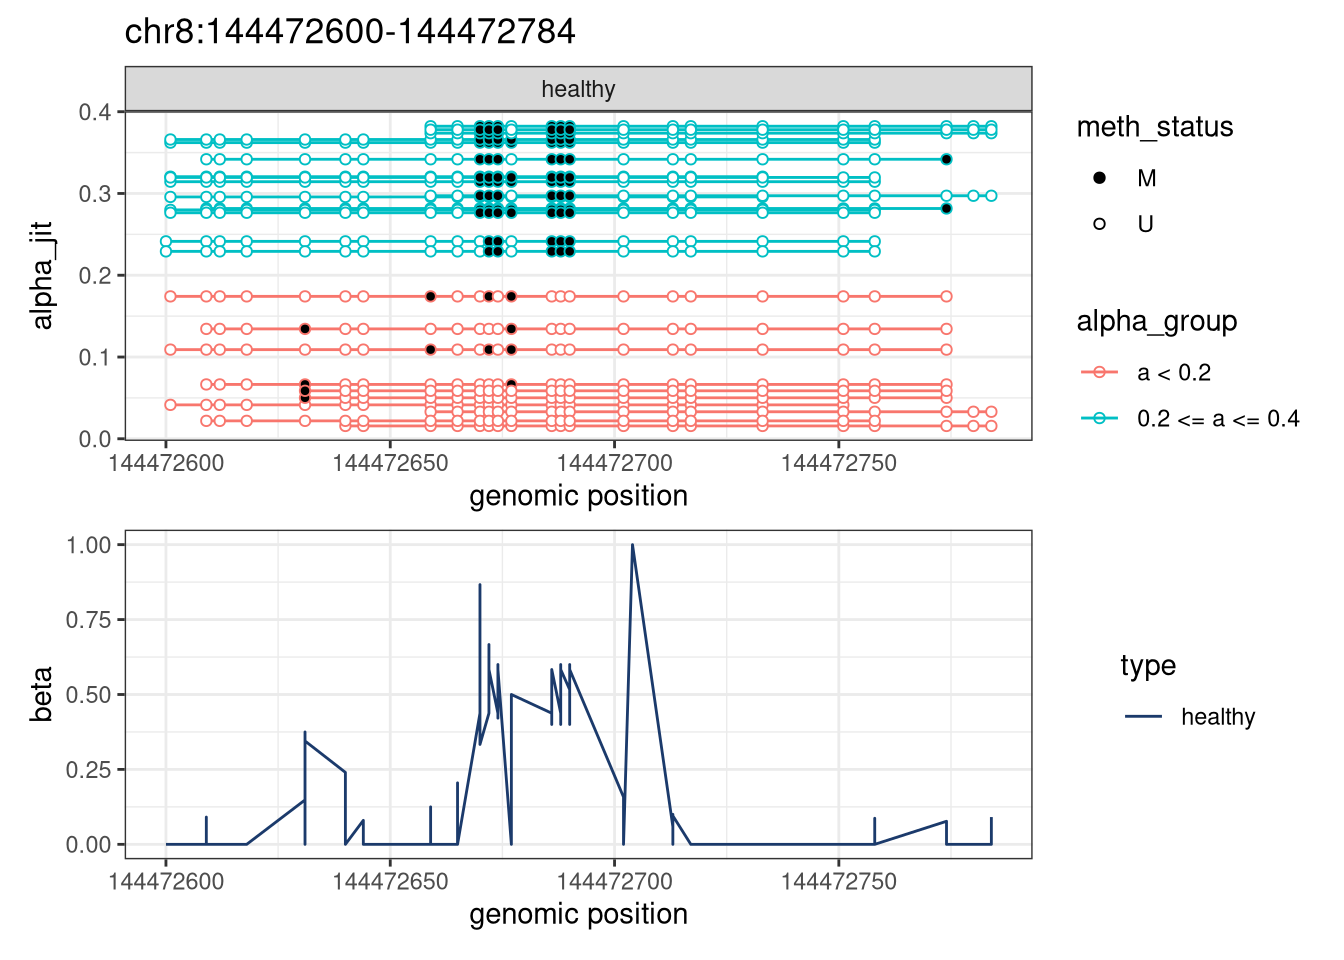 chr8:144472600-144472784
healthy
0.4
0.3
0.2
0.1
0.0
alpha_jit
144472600 144472650 144472700 144472750
genomic position
meth_status
M
U
alpha_group
a < 0.2
0.2 <= a <= 0.4
1.00
0.75
0.50
0.25
0.00
beta
144472600 144472650 144472700 144472750
genomic position
type
healthy